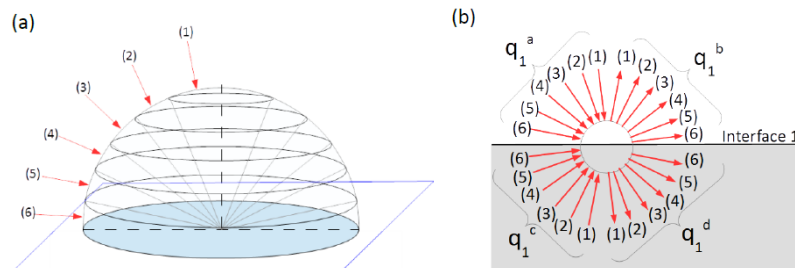 (a)
(1)
(2)
(3)
(4)
(5)
(6)
(b)
q₁ᵃ
q₁ᵇ
(1) (1)
(2) (2)
(3) (3)
(4) (4)
(5) (5)
(6) (6)
Interface 1
(6) (6)
(5) (5)
(4) (4)
(3) (3)
(2) (2)
(1) (1)
q₁ᶜ
q₁ᵈ